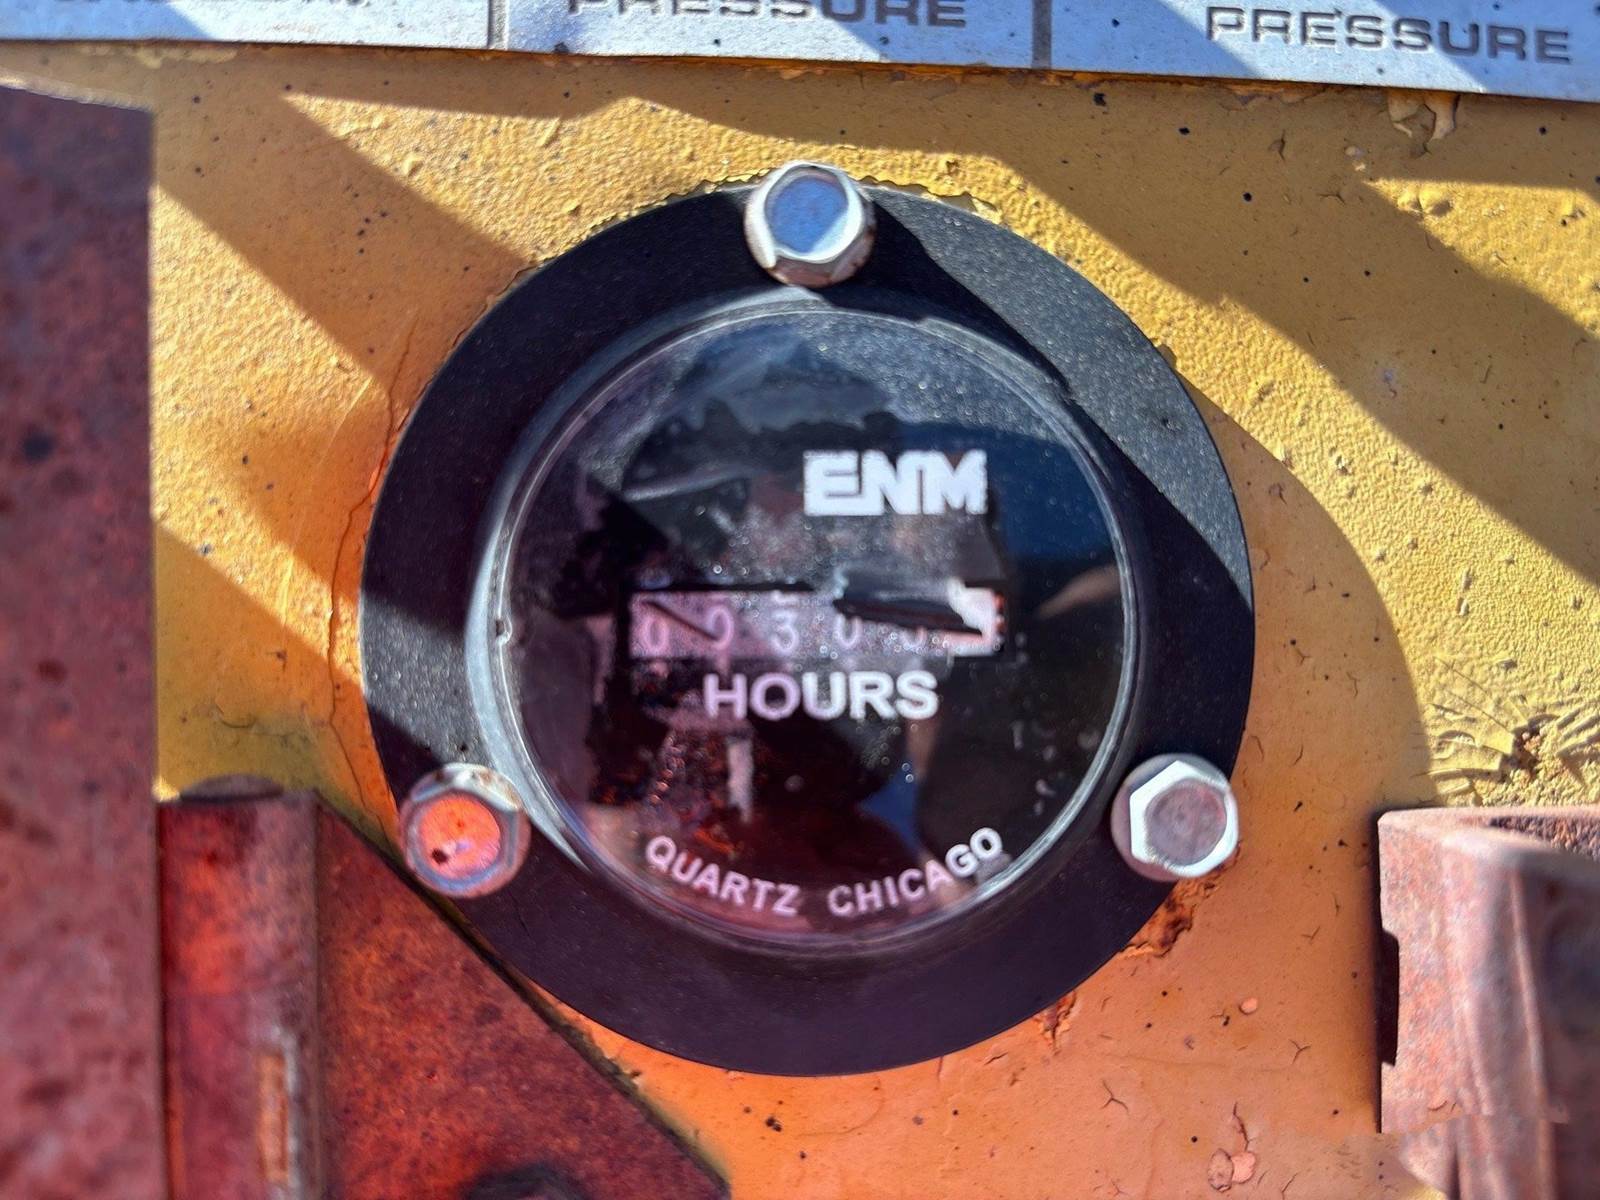 PRESSURE
PRESSURE
ENM
HOURS
QUARTZ CHICAGO